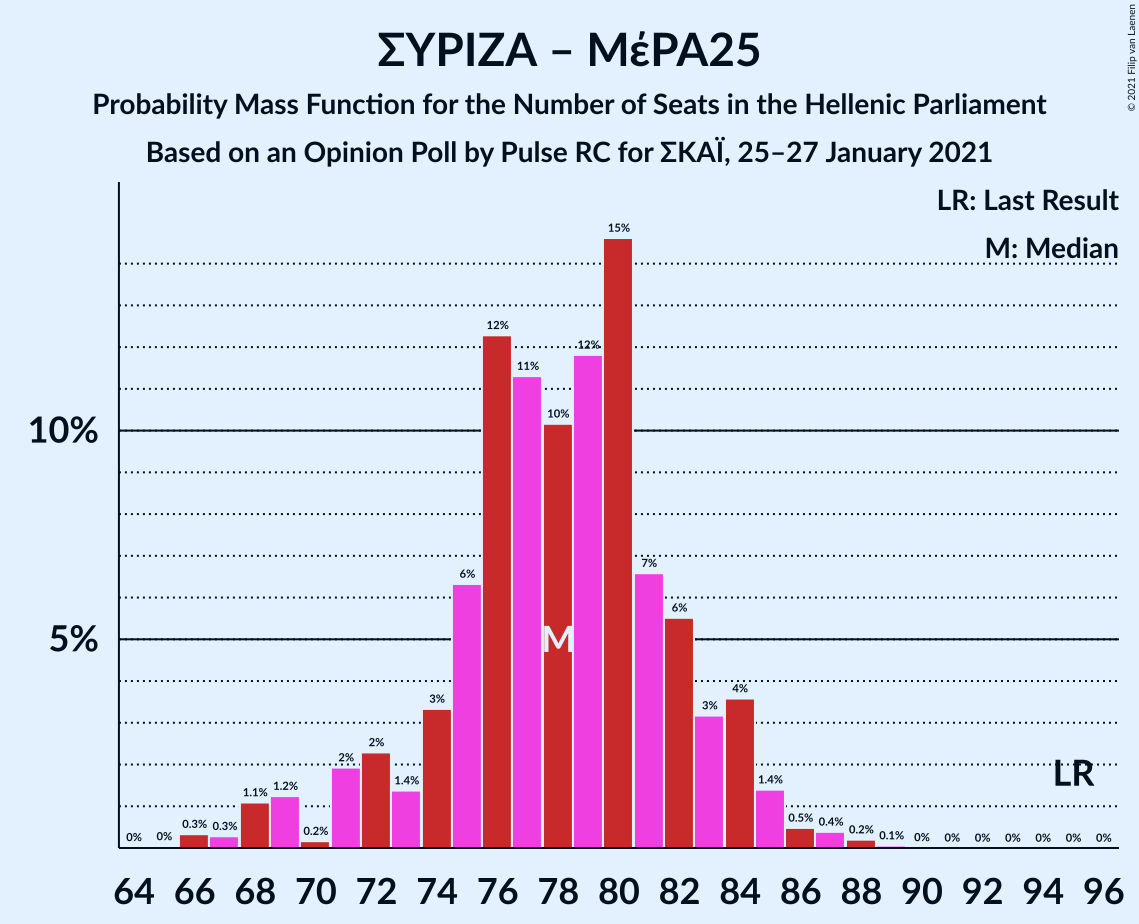 ΣΥΡΙΖΑ – ΜέΡΑ25
Probability Mass Function for the Number of Seats in the Hellenic Parliament
Based on an Opinion Poll by Pulse RC for ΣΚΑΪ, 25–27 January 2021
© 2021 Filip van Laenen
LR: Last Result
M: Median
15%
12%
12%
11%
10%
10%
7%
6%
6%
5%
M
4%
3%
3%
2%
2%
LR
1.4%
1.4%
1.1%
1.2%
0.3%
0.3%
0.2%
0.5%
0.4%
0.2%
0.1%
0% 0% 0% 0% 0% 0% 0% 0% 0%
64 66 68 70 72 74 76 78 80 82 84 86 88 90 92 94 96